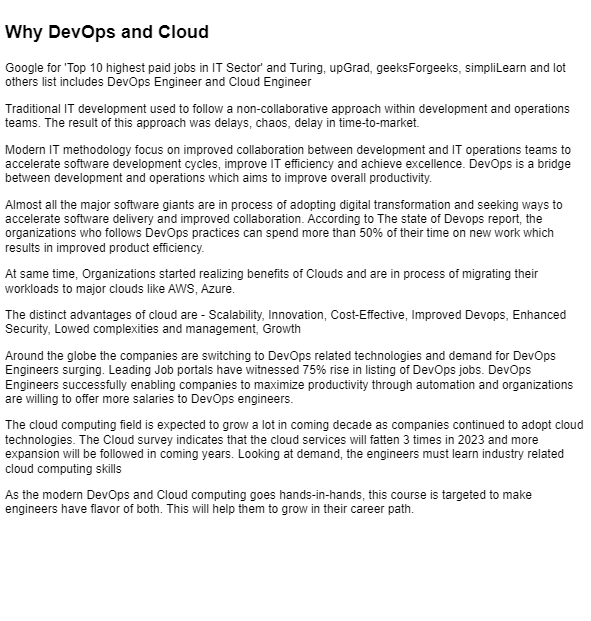 Why DevOps and Cloud
Google for 'Top 10 highest paid jobs in IT Sector' and Turing, upGrad, geeksForgeeks, simpliLearn and lot
others list includes DevOps Engineer and Cloud Engineer
Traditional IT development used to follow a non-collaborative approach within development and operations
teams. The result of this approach was delays, chaos, delay in time-to-market.
Modern IT methodology focus on improved collaboration between development and IT operations teams to
accelerate software development cycles, improve IT efficiency and achieve excellence. DevOps is a bridge
between development and operations which aims to improve overall productivity.
Almost all the major software giants are in process of adopting digital transformation and seeking ways to
accelerate software delivery and improved collaboration. According to The state of Devops report, the
organizations who follows DevOps practices can spend more than 50% of their time on new work which
results in improved product efficiency.
At same time, Organizations started realizing benefits of Clouds and are in process of migrating their
workloads to major clouds like AWS, Azure.
The distinct advantages of cloud are - Scalability, Innovation, Cost-Effective, Improved Devops, Enhanced
Security, Lowed complexities and management, Growth
Around the globe the companies are switching to DevOps related technologies and demand for DevOps
Engineers surging. Leading Job portals have witnessed 75% rise in listing of DevOps jobs. DevOps
Engineers successfully enabling companies to maximize productivity through automation and organizations
are willing to offer more salaries to DevOps engineers.
The cloud computing field is expected to grow a lot in coming decade as companies continued to adopt cloud
technologies. The Cloud survey indicates that the cloud services will fatten 3 times in 2023 and more
expansion will be followed in coming years. Looking at demand, the engineers must learn industry related
cloud computing skills
As the modern DevOps and Cloud computing goes hands-in-hands, this course is targeted to make
engineers have flavor of both. This will help them to grow in their career path.